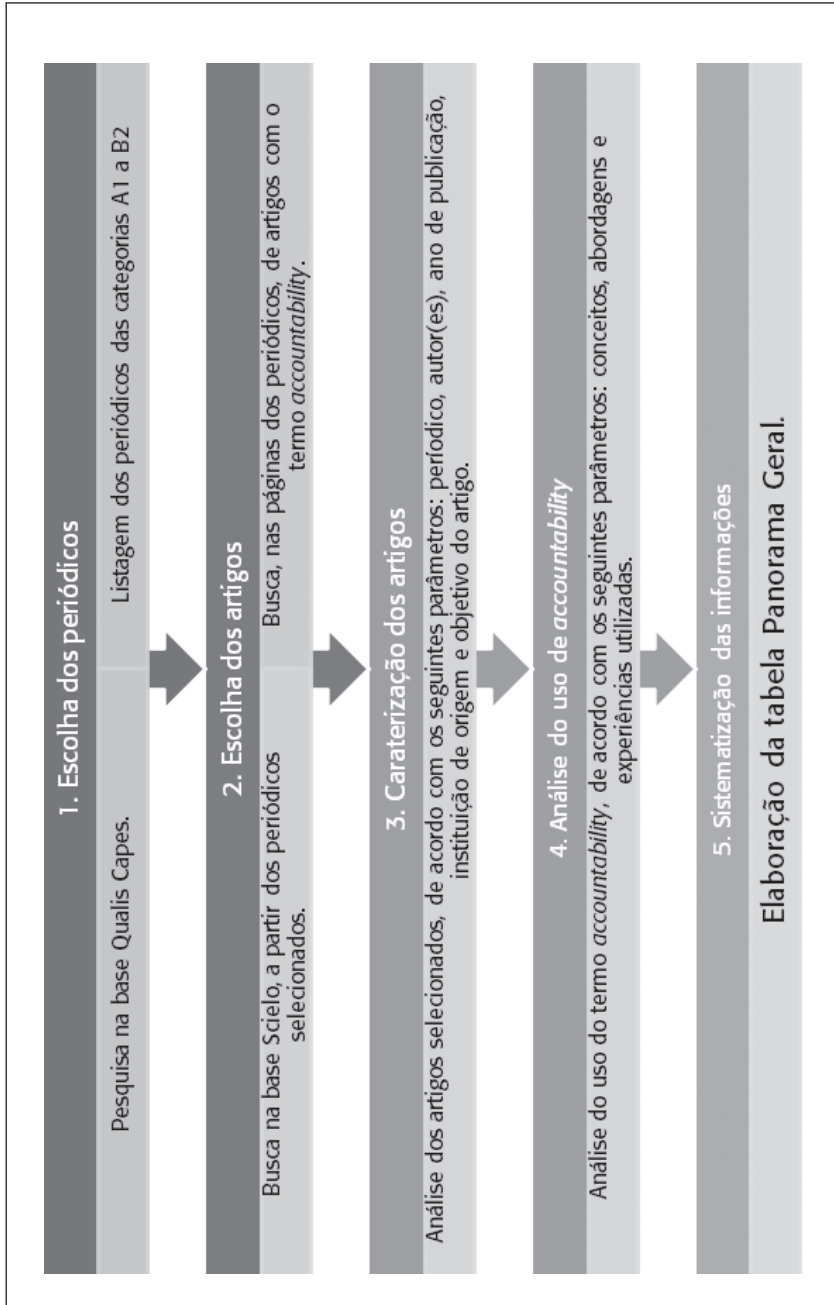 1. Escolha dos periódicos
Pesquisa na base Qualis Capes.
Listagem dos periódicos das categorias A1 a B2
2. Escolha dos artigos
Busca na base Scielo, a partir dos periódicos
selecionados.
Busca, nas páginas dos periódicos, de artigos com o
termo accountability.
3. Caraterização dos artigos
Análise dos artigos selecionados, de acordo com os seguintes parâmetros: períodico, autor(es), ano de publicação,
instituição de origem e objetivo do artigo.
4. Análise do uso de accountability
Análise do uso do termo accountability, de acordo com os seguintes parâmetros: conceitos, abordagens e
experiências utilizadas.
5. Sistematização das informações
Elaboração da tabela Panorama Geral.